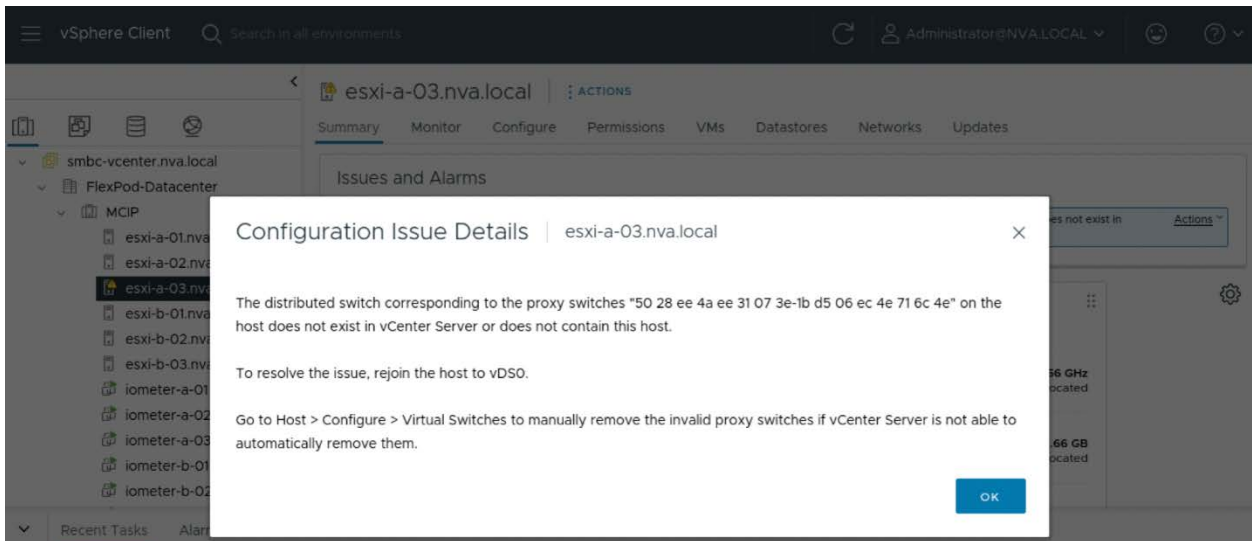 vSphere Client
Search in all environments
Administrator@NVA.LOCAL
esxi-a-03.nva.local
ACTIONS
Summary Monitor Configure Permissions VMs Datastores Networks Updates
smbc-vcenter.nva.local
FlexPod-Datacenter
MCIP
esxi-a-01.nva
esxi-a-02.nva
esxi-a-03.nva
esxi-b-01.nva
esxi-b-02.nva
esxi-b-03.nva
iometer-a-01
iometer-a-02
iometer-a-03
iometer-b-01
iometer-b-02
Issues and Alarms
es not exist in
Actions
Configuration Issue Details esxi-a-03.nva.local
The distributed switch corresponding to the proxy switches "50 28 ee 4a ee 31 07 3e-1b d5 06 ec 4e 71 6c 4e" on the
host does not exist in vCenter Server or does not contain this host.
To resolve the issue, rejoin the host to vDS0.
Go to Host > Configure > Virtual Switches to manually remove the invalid proxy switches if vCenter Server is not able to
automatically remove them.
OK
66 GHz
ocated
.66 GB
ocated
Recent Tasks Alar